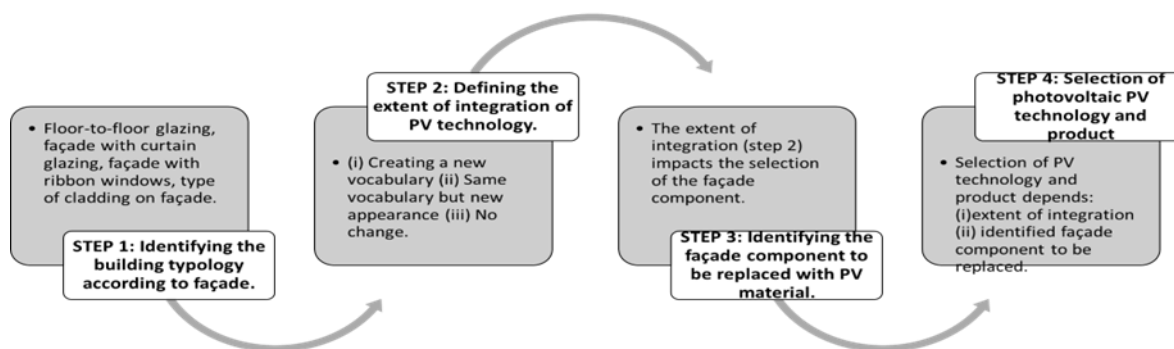 • Floor-to-floor glazing,
façade with curtain
glazing, façade with
ribbon windows, type
of cladding on façade.
STEP 1: Identifying the
building typology
according to façade.
STEP 2: Defining the
extent of integration of
PV technology.
• (i) Creating a new
vocabulary (ii) Same
vocabulary but new
appearance (iii) No
change.
• The extent of
integration (step 2)
impacts the selection
of the façade
component.
STEP 3: Identifying the
façade component to
be replaced with PV
material.
STEP 4: Selection of
photovoltaic PV
technology and
product
• Selection of PV
technology and
product depends:
(i)extent of integration
(ii) identified façade
component to be
replaced.